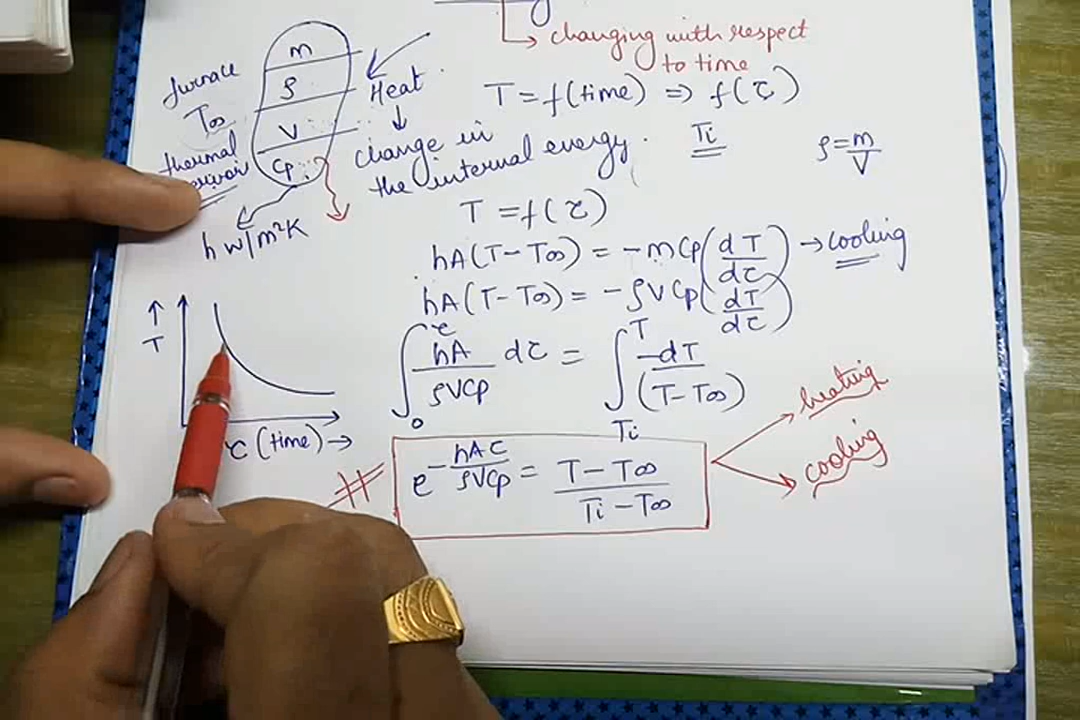 changing with respect
to time
m
ρ
V
Cp
furnace
T∞
thermal
Heat
change in
the internal energy.
T = f(time) ⇒ f(τ)
Ti
ρ = m/V
h W/m²K
T = f(τ)
hA(T − T∞) = − mCp(dT/dτ) → cooling
hA(T − T∞) = − ρVCp(dT/dτ)
∫₀^τ hA/ρVCp dτ = ∫_Ti^T −dT/(T − T∞)
↑
T
τ (time) →
e^(−hAτ/ρVCp) = (T − T∞)/(Ti − T∞)
heating
cooling